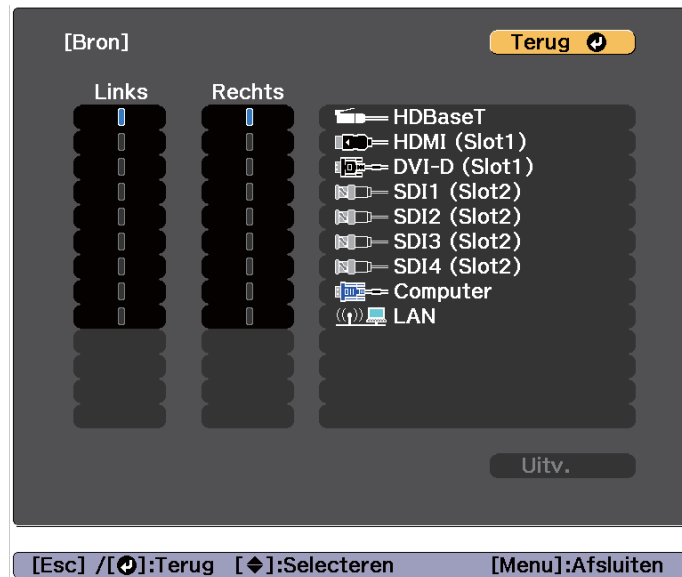 [Bron]
Terug
Links Rechts
HDBaseT
HDMI (Slot1)
DVI-D (Slot1)
SDI1 (Slot2)
SDI2 (Slot2)
SDI3 (Slot2)
SDI4 (Slot2)
Computer
LAN
Uitv.
[Esc] /[⏎]:Terug [◆]:Selecteren [Menu]:Afsluiten